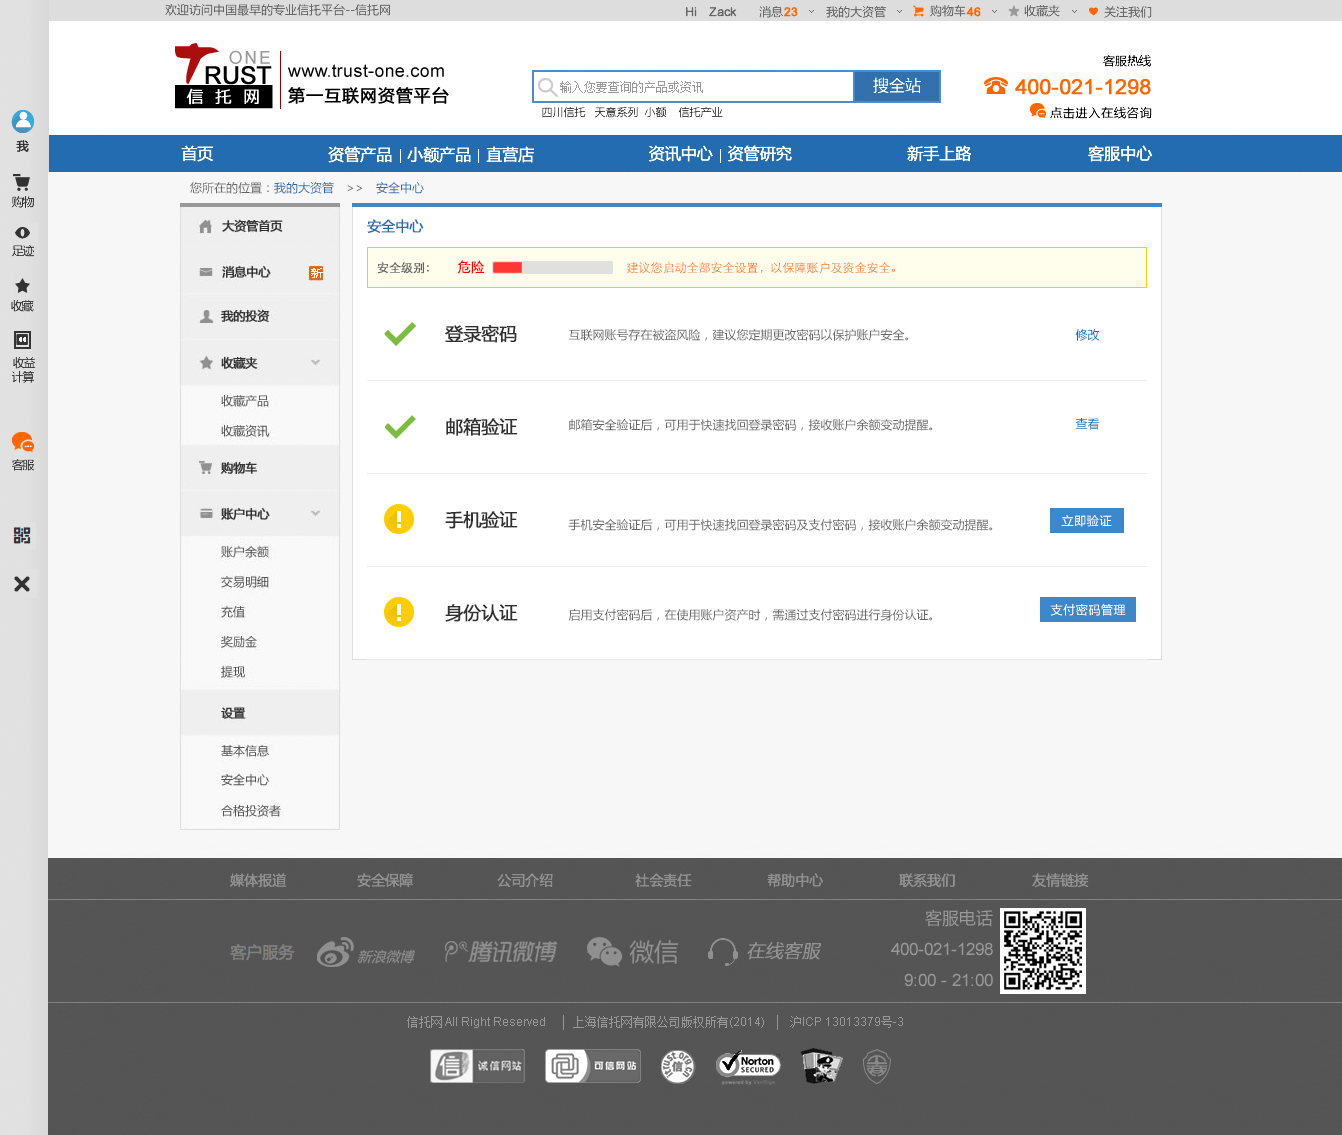 欢迎访问中国最早的专业信托平台--信托网
Hi Zack 消息23 我的大资管 购物车46 收藏夹 关注我们
ONE
TRUST
信托网
www.trust-one.com
第一互联网资管平台
输入您要查询的产品或资讯
搜全站
四川信托 天意系列 小额 信托产业
客服热线
400-021-1298
点击进入在线咨询
首页 资管产品 | 小额产品 | 直营店 资讯中心 | 资管研究 新手上路 客服中心
我
购物
足迹
收藏
收益
计算
客服
您所在的位置：我的大资管 >> 安全中心
大资管首页
消息中心 新
我的投资
收藏夹
收藏产品
收藏资讯
购物车
账户中心
账户余额
交易明细
充值
奖励金
提现
设置
基本信息
安全中心
合格投资者
安全中心
安全级别： 危险 建议您启动全部安全设置，以保障账户及资金安全。
登录密码 互联网账号存在被盗风险，建议您定期更改密码以保护账户安全。 修改
邮箱验证 邮箱安全验证后，可用于快速找回登录密码，接收账户余额变动提醒。 查看
手机验证 手机安全验证后，可用于快速找回登录密码及支付密码，接收账户余额变动提醒。 立即验证
身份认证 启用支付密码后，在使用账户资产时，需通过支付密码进行身份认证。 支付密码管理
媒体报道 安全保障 公司介绍 社会责任 帮助中心 联系我们 友情链接
客户服务 新浪微博 腾讯微博 微信 在线客服
客服电话
400-021-1298
9:00 - 21:00
信托网 All Right Reserved | 上海信托网有限公司版权所有(2014) | 沪ICP 13013379号-3
信 诚信网站 可信网站 信 Norton
SECURED